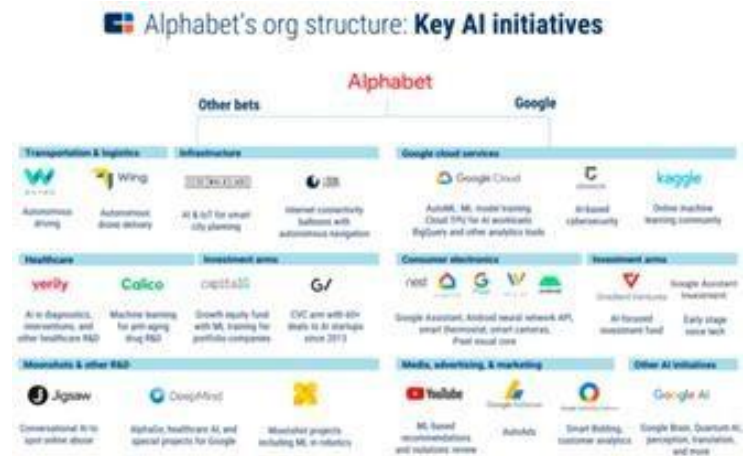 Alphabet's org structure: Key AI initiatives
Alphabet
Other bets
Google
Transportation & logistics
Infrastructure
Google cloud services
Wing
Google Cloud
kaggle
Autonomous driving
Autonomous drone delivery
AI & IoT for smart city planning
Internet connectivity balloons with autonomous navigation
AutoML, ML model training
Cloud TPU for AI workloads
BigQuery and other analytics tools
AI-based cybersecurity
Online machine learning community
Healthcare
Investment arms
Consumer electronics
Investment arms
verily
Calico
capitalG
G/
nest
Gradient Ventures
Google Assistant Investment
AI in diagnostics, interventions, and other healthcare R&D
Machine learning for anti-aging drug R&D
Growth equity fund with ML training for portfolio companies
CVC arm with 60+ deals to AI startups since 2013
Google Assistant, Android neural network API, smart thermostat, smart cameras, Pixel visual core
AI-focused investment fund
Early stage voice tech
Moonshots & other R&D
Media, advertising, & marketing
Other AI initiatives
Jigsaw
DeepMind
YouTube
Google AI
Conversational AI to spot online abuse
AlphaGo, healthcare AI, and special projects for Google
Moonshot projects including ML in robotics
ML-based recommendations and violations review
AutoAds
Smart Bidding, customer analytics
Google Brain, Quantum AI, perception, translation, and more